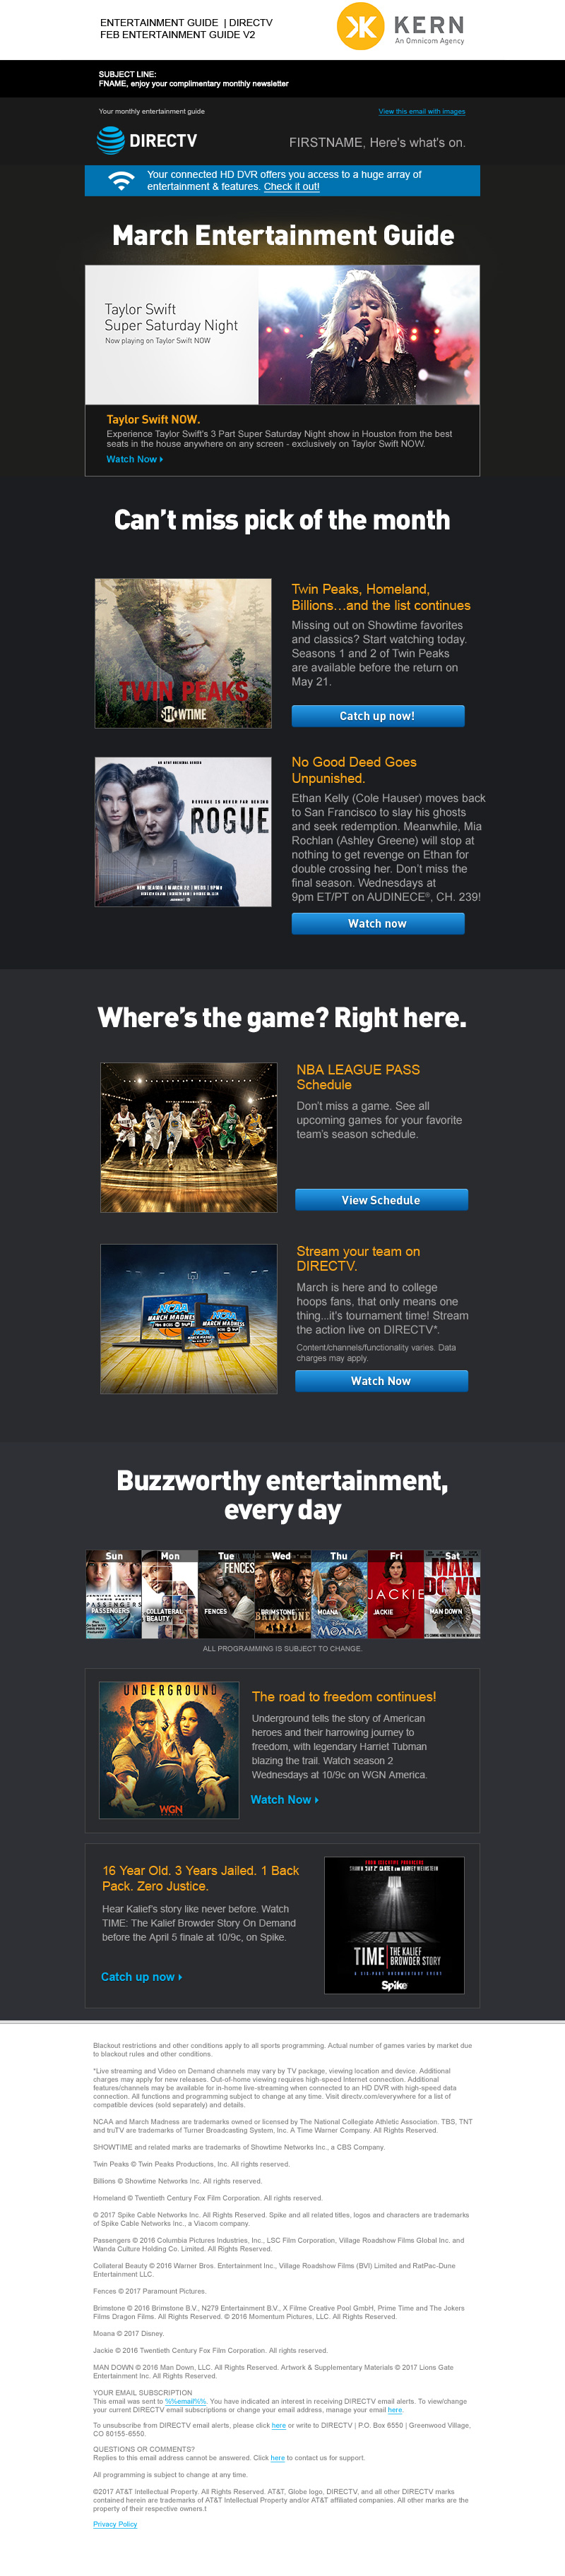 ENTERTAINMENT GUIDE | DIRECTV
FEB ENTERTAINMENT GUIDE V2
KERN
An Omnicom Agency
SUBJECT LINE:
FNAME, enjoy your complimentary monthly newsletter
Your monthly entertainment guide
View this email with images
DIRECTV
FIRSTNAME, Here's what's on.
Your connected HD DVR offers you access to a huge array of
entertainment & features. Check it out!
March Entertainment Guide
Taylor Swift
Super Saturday Night
Now playing on Taylor Swift NOW
Taylor Swift NOW.
Experience Taylor Swift's 3 Part Super Saturday Night show in Houston from the best
seats in the house anywhere on any screen - exclusively on Taylor Swift NOW.
Watch Now
Can't miss pick of the month
TWIN PEAKS
SHOWTIME
Twin Peaks, Homeland,
Billions…and the list continues
Missing out on Showtime favorites
and classics? Start watching today.
Seasons 1 and 2 of Twin Peaks
are available before the return on
May 21.
Catch up now!
REVENGE IS NEVER FAR BEHIND
ROGUE
NEW SEASON | MARCH 22 | WEDS | 9PM
No Good Deed Goes
Unpunished.
Ethan Kelly (Cole Hauser) moves back
to San Francisco to slay his ghosts
and seek redemption. Meanwhile, Mia
Rochlan (Ashley Greene) will stop at
nothing to get revenge on Ethan for
double crossing her. Don't miss the
final season. Wednesdays at
9pm ET/PT on AUDINECE®, CH. 239!
Watch now
Where's the game? Right here.
NBA LEAGUE PASS
Schedule
Don't miss a game. See all
upcoming games for your favorite
team's season schedule.
View Schedule
NCAA
MARCH MADNESS
NCAA
MARCH MADNESS
Stream your team on
DIRECTV.
March is here and to college
hoops fans, that only means one
thing...it's tournament time! Stream
the action live on DIRECTV*.
Content/channels/functionality varies. Data
charges may apply.
Watch Now
Buzzworthy entertainment,
every day
Sun
Mon
Tue
Wed
Thu
Fri
Sat
FENCES
BRIMSTONE
MOANA
JACKIE
MAN DOWN
PASSENGERS
COLLATERAL
BEAUTY
FENCES
BRIMSTONE
MOANA
JACKIE
MAN DOWN
ALL PROGRAMMING IS SUBJECT TO CHANGE.
UNDERGROUND
WGN
AMERICA
The road to freedom continues!
Underground tells the story of American
heroes and their harrowing journey to
freedom, with legendary Harriet Tubman
blazing the trail. Watch season 2
Wednesdays at 10/9c on WGN America.
Watch Now
16 Year Old. 3 Years Jailed. 1 Back
Pack. Zero Justice.
Hear Kalief's story like never before. Watch
TIME: The Kalief Browder Story On Demand
before the April 5 finale at 10/9c, on Spike.
Catch up now
FROM EXECUTIVE PRODUCERS
SHAWN "JAY Z" CARTER AND HARVEY WEINSTEIN
TIME THE KALIEF
BROWDER STORY
A SIX-PART DOCUMENTARY EVENT
Spike
Blackout restrictions and other conditions apply to all sports programming. Actual number of games varies by market due
to blackout rules and other conditions.
*Live streaming and Video on Demand channels may vary by TV package, viewing location and device. Additional
charges may apply for new releases. Out-of-home viewing requires high-speed Internet connection. Additional
features/channels may be available for in-home live-streaming when connected to an HD DVR with high-speed data
connection. All functions and programming subject to change at any time. Visit directv.com/everywhere for a list of
compatible devices (sold separately) and details.
NCAA and March Madness are trademarks owned or licensed by The National Collegiate Athletic Association. TBS, TNT
and truTV are trademarks of Turner Broadcasting System, Inc. A Time Warner Company. All Rights Reserved.
SHOWTIME and related marks are trademarks of Showtime Networks Inc., a CBS Company.
Twin Peaks © Twin Peaks Productions, Inc. All rights reserved.
Billions © Showtime Networks Inc. All rights reserved.
Homeland © Twentieth Century Fox Film Corporation. All rights reserved.
© 2017 Spike Cable Networks Inc. All Rights Reserved. Spike and all related titles, logos and characters are trademarks
of Spike Cable Networks Inc., a Viacom company.
Passengers © 2016 Columbia Pictures Industries, Inc., LSC Film Corporation, Village Roadshow Films Global Inc. and
Wanda Culture Holding Co. Limited. All Rights Reserved.
Collateral Beauty © 2016 Warner Bros. Entertainment Inc., Village Roadshow Films (BVI) Limited and RatPac-Dune
Entertainment LLC.
Fences © 2017 Paramount Pictures.
Brimstone © 2016 Brimstone B.V., N279 Entertainment B.V., X Filme Creative Pool GmbH, Prime Time and The Jokers
Films Dragon Films. All Rights Reserved. © 2016 Momentum Pictures, LLC. All Rights Reserved.
Moana © 2017 Disney.
Jackie © 2016 Twentieth Century Fox Film Corporation. All rights reserved.
MAN DOWN © 2016 Man Down, LLC. All Rights Reserved. Artwork & Supplementary Materials © 2017 Lions Gate
Entertainment Inc. All Rights Reserved.
YOUR EMAIL SUBSCRIPTION
This email was sent to %%email%%. You have indicated an interest in receiving DIRECTV email alerts. To view/change
your current DIRECTV email subscriptions or change your email address, manage your email here.
To unsubscribe from DIRECTV email alerts, please click here or write to DIRECTV | P.O. Box 6550 | Greenwood Village,
CO 80155-6550.
QUESTIONS OR COMMENTS?
Replies to this email address cannot be answered. Click here to contact us for support.
All programming is subject to change at any time.
©2017 AT&T Intellectual Property. All Rights Reserved. AT&T, Globe logo, DIRECTV, and all other DIRECTV marks
contained herein are trademarks of AT&T Intellectual Property and/or AT&T affiliated companies. All other marks are the
property of their respective owners.t
Privacy Policy